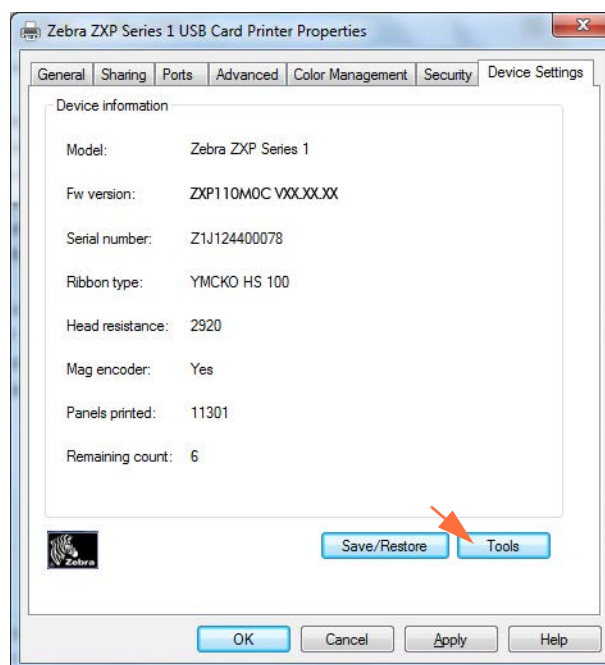 Zebra ZXP Series 1 USB Card Printer Properties
General Sharing Ports Advanced Color Management Security Device Settings
Device information
Model: Zebra ZXP Series 1
Fw version: ZXP110M0C VXX.XX.XX
Serial number: Z1J124400078
Ribbon type: YMCKO HS 100
Head resistance: 2920
Mag encoder: Yes
Panels printed: 11301
Remaining count: 6
Zebra
Save/Restore Tools
OK Cancel Apply Help